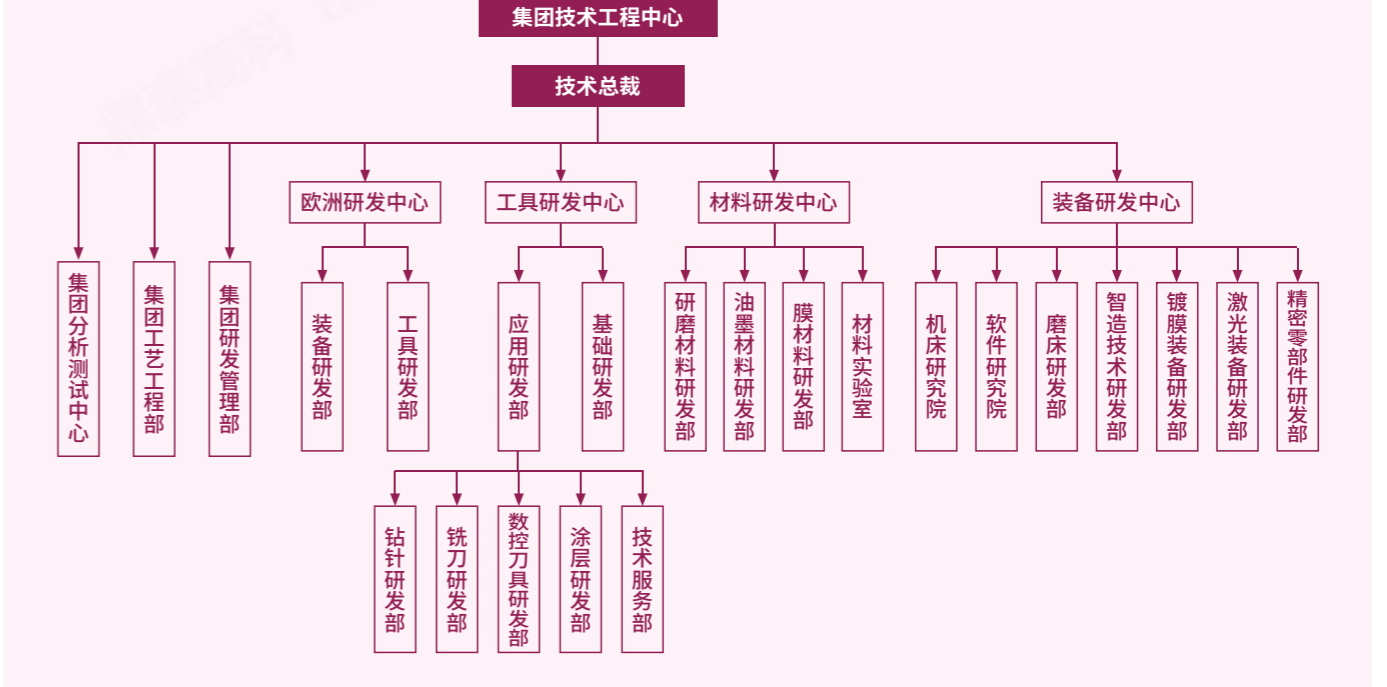 鼎泰高科
集团技术工程中心
技术总裁
欧洲研发中心
工具研发中心
材料研发中心
装备研发中心
集团分析测试中心
集团工艺工程部
集团研发管理部
装备研发部
工具研发部
应用研发部
基础研发部
研磨材料研发部
油墨材料研发部
膜材料研发部
材料实验室
机床研究院
软件研究院
磨床研发部
智造技术研发部
镀膜装备研发部
激光装备研发部
精密零部件研发部
钻针研发部
铣刀研发部
数控刀具研发部
涂层研发部
技术服务部